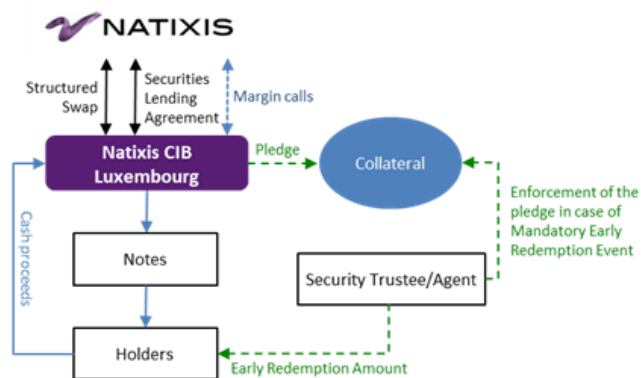 NATIXIS
Structured
Swap
Securities
Lending
Agreement
Margin calls
Natixis CIB
Luxembourg
Pledge
Collateral
Enforcement of the
pledge in case of
Mandatory Early
Redemption Event
Cash proceeds
Notes
Security Trustee/Agent
Holders
Early Redemption Amount